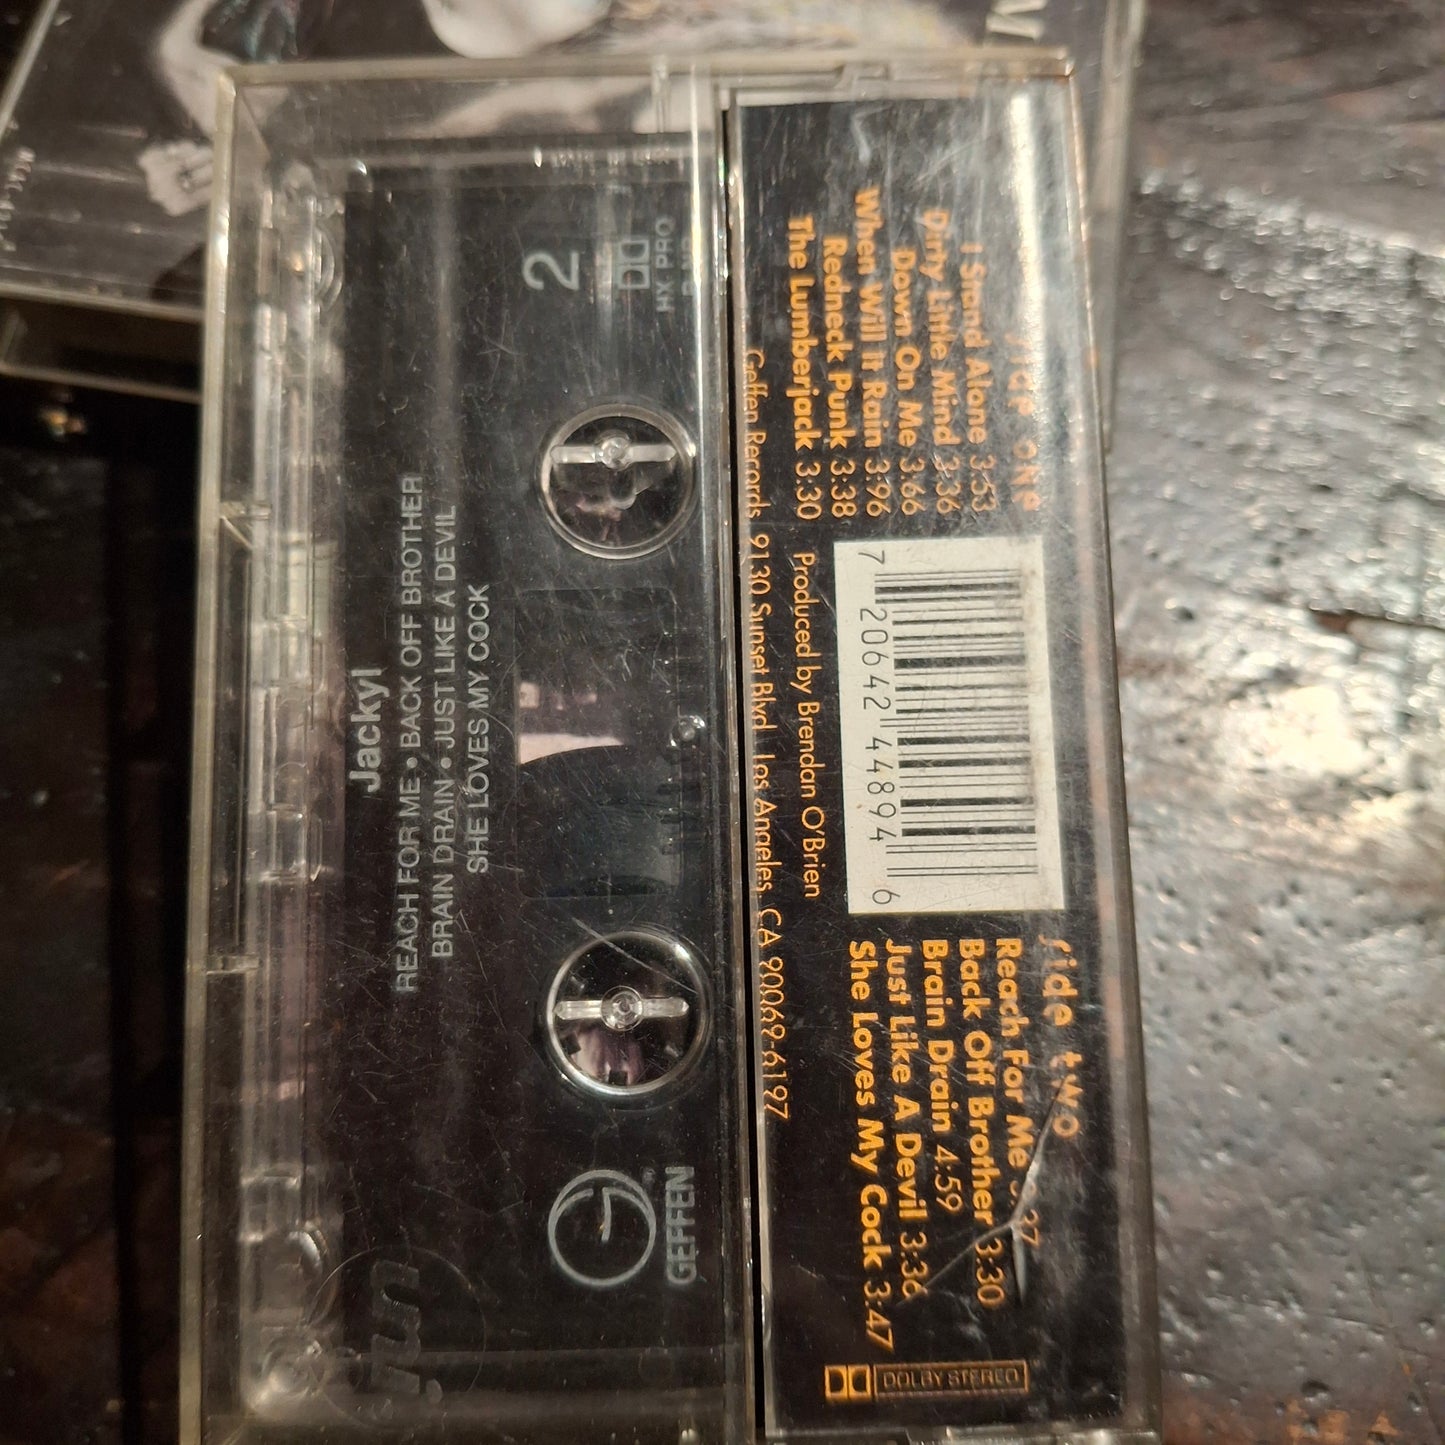 Jackyl
REACH FOR ME • BACK OFF BROTHER
BRAIN DRAIN • JUST LIKE A DEVIL
SHE LOVES MY COCK
2
HX PRO
GEFFEN
side one
I Stand Alone 3:53
Dirty Little Mind 3:36
Down On Me 3:66
When Will It Rain 3:96
Redneck Punk 3:38
The Lumberjack 3:30
7 20642 44894 6
Produced by Brendan O'Brien
Geffen Records 9130 Sunset Blvd. Los Angeles, CA 90069-6197
side two
Reach For Me
Back Off Brother 3:30
Brain Drain 4:59
Just Like A Devil 3:36
She Loves My Cock 3:47
DOLBY STEREO